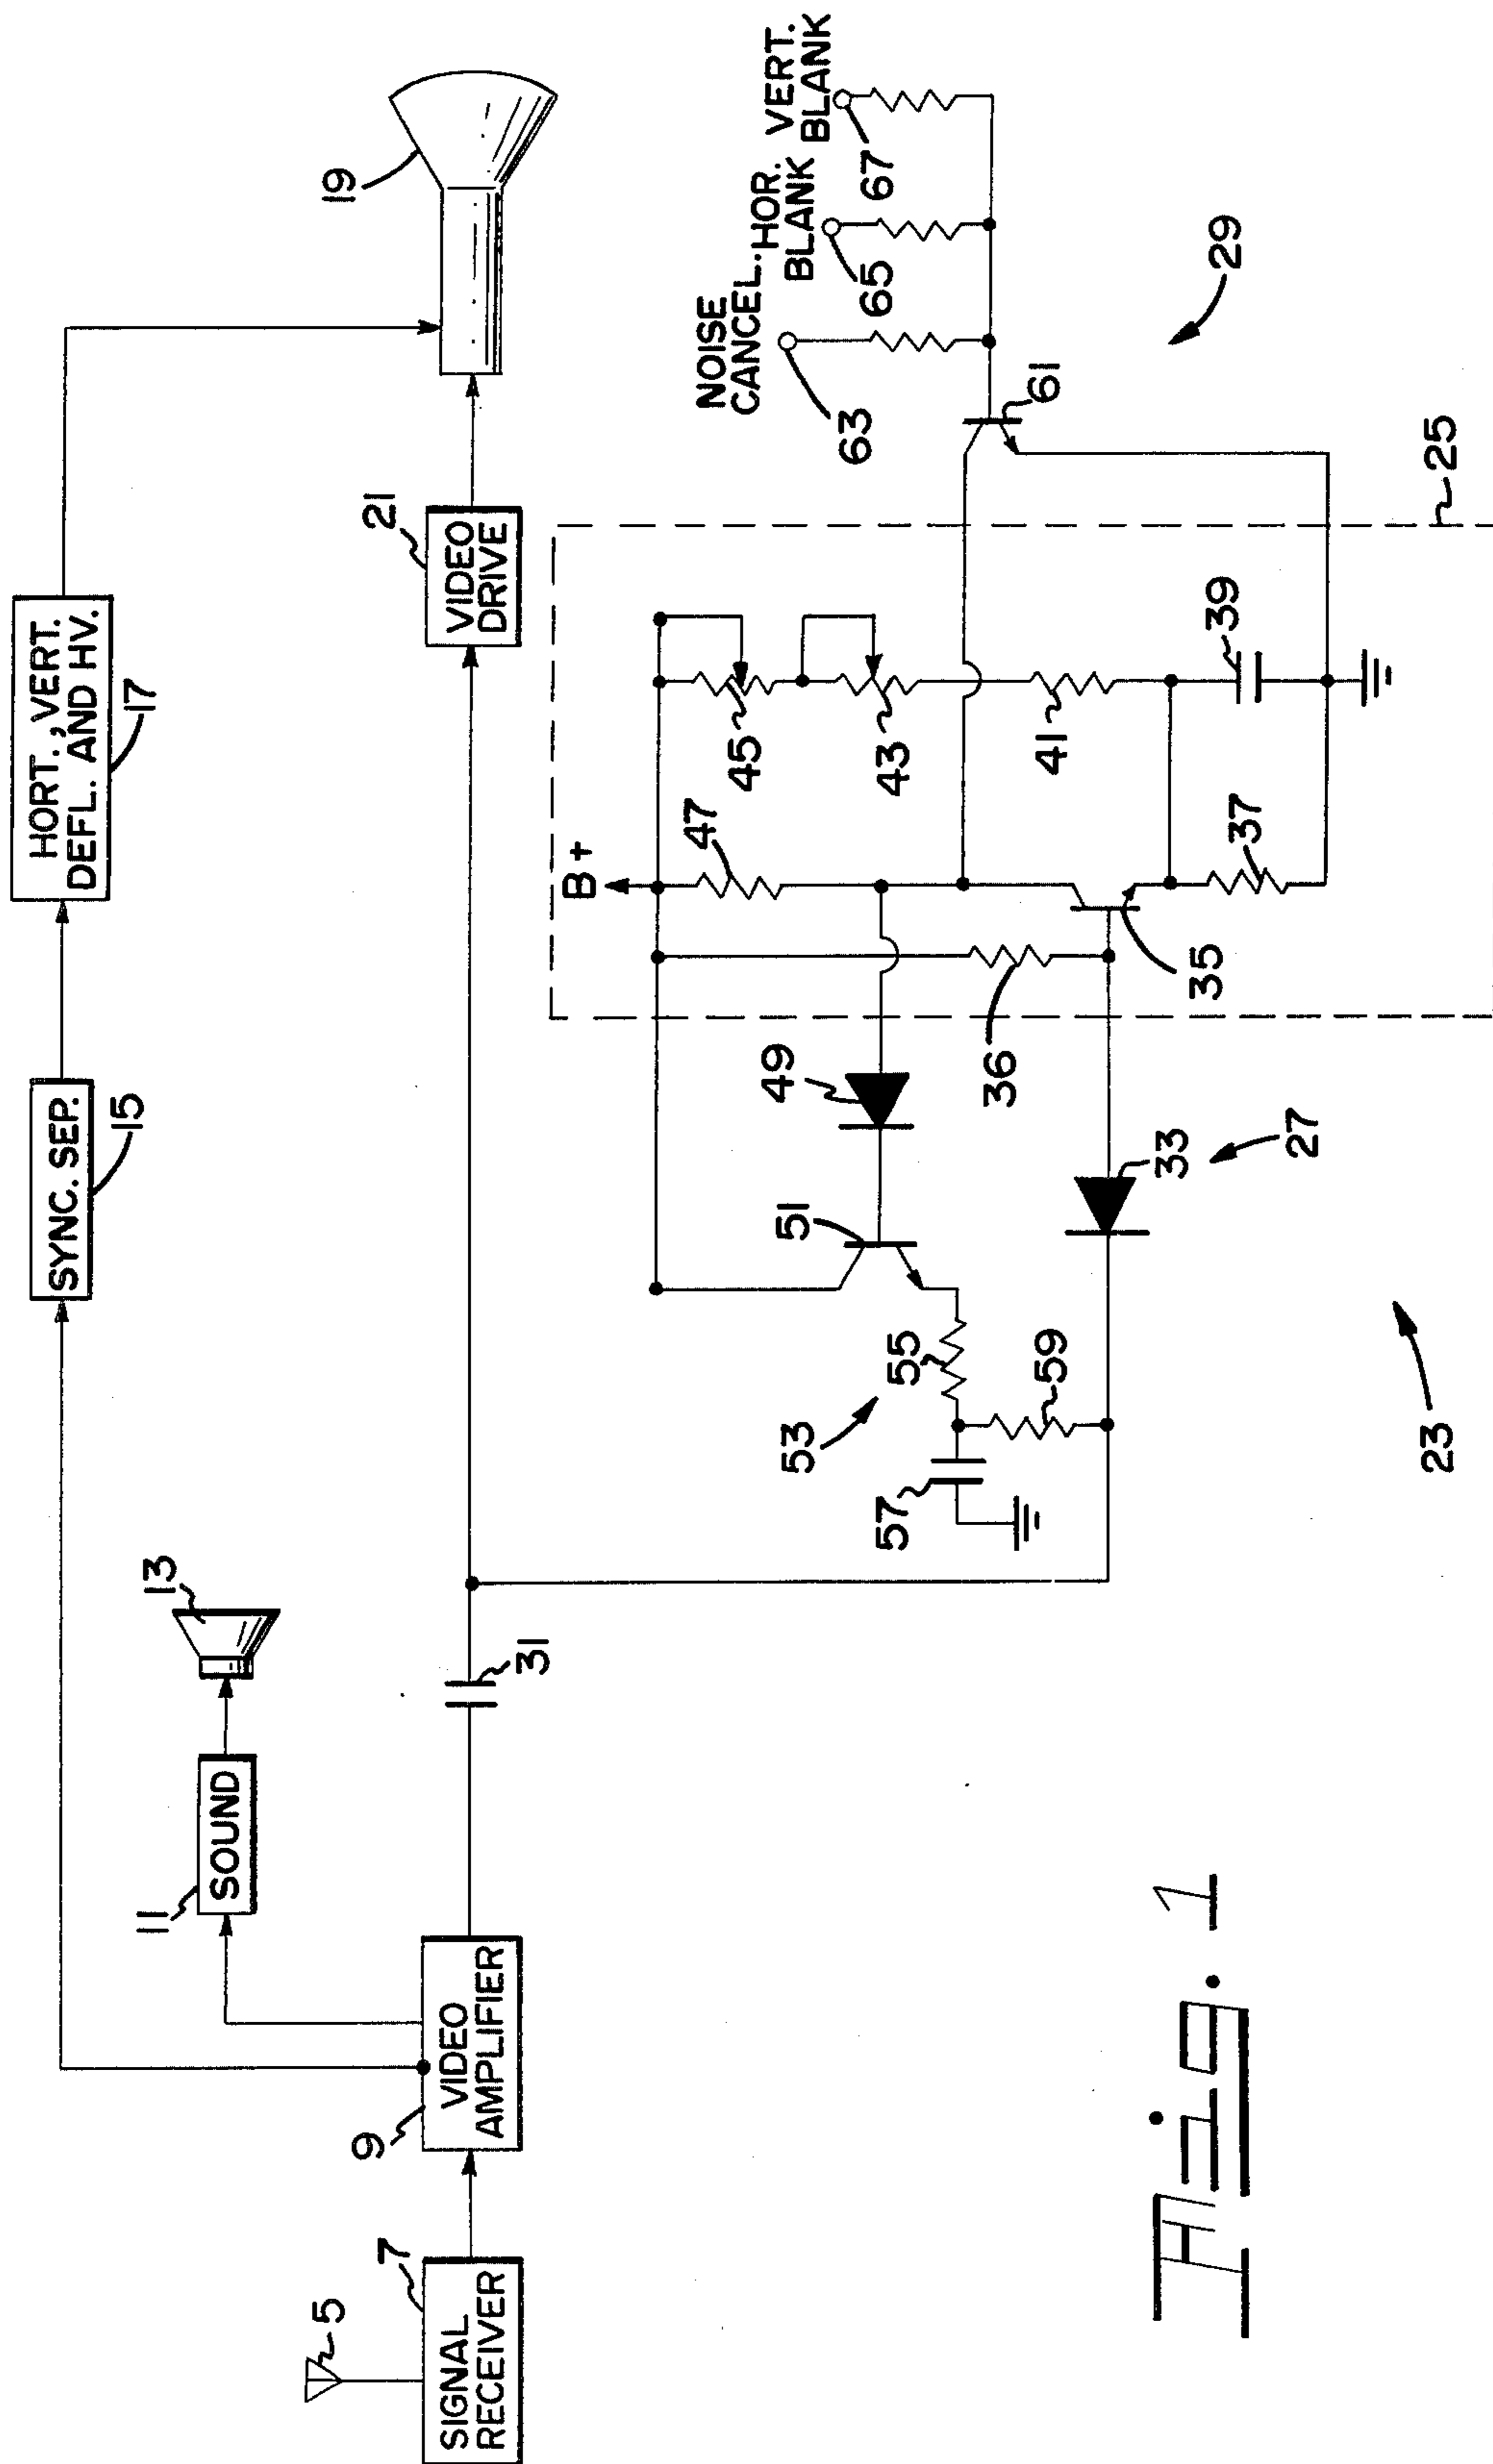 HORT., VERT.
DEFL. AND HV.
17
SYNC. SEP.
15
19
13
SOUND
11
5
SIGNAL
RECEIVER
7
VIDEO
AMPLIFIER
9
31
VIDEO
DRIVE
21
NOISE
CANCEL.
63
HOR.
BLANK
65
VERT.
BLANK
67
B+
47
45
43
41
39
37
35
36
49
51
33
27
53
55
57
59
61
29
25
23
Fig. 1